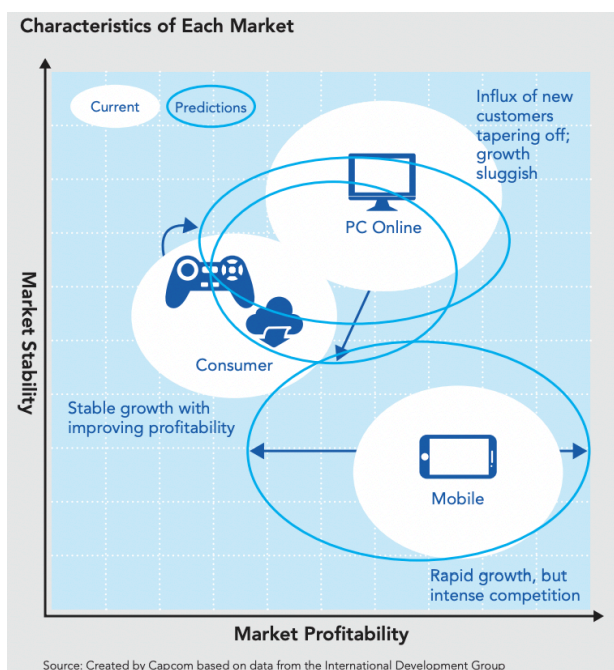 Characteristics of Each Market
Current
Predictions
Influx of new
customers
tapering off;
growth
sluggish
PC Online
Consumer
Stable growth with
improving profitability
Mobile
Rapid growth, but
intense competition
Market Stability
Market Profitability
Source: Created by Capcom based on data from the International Development Group